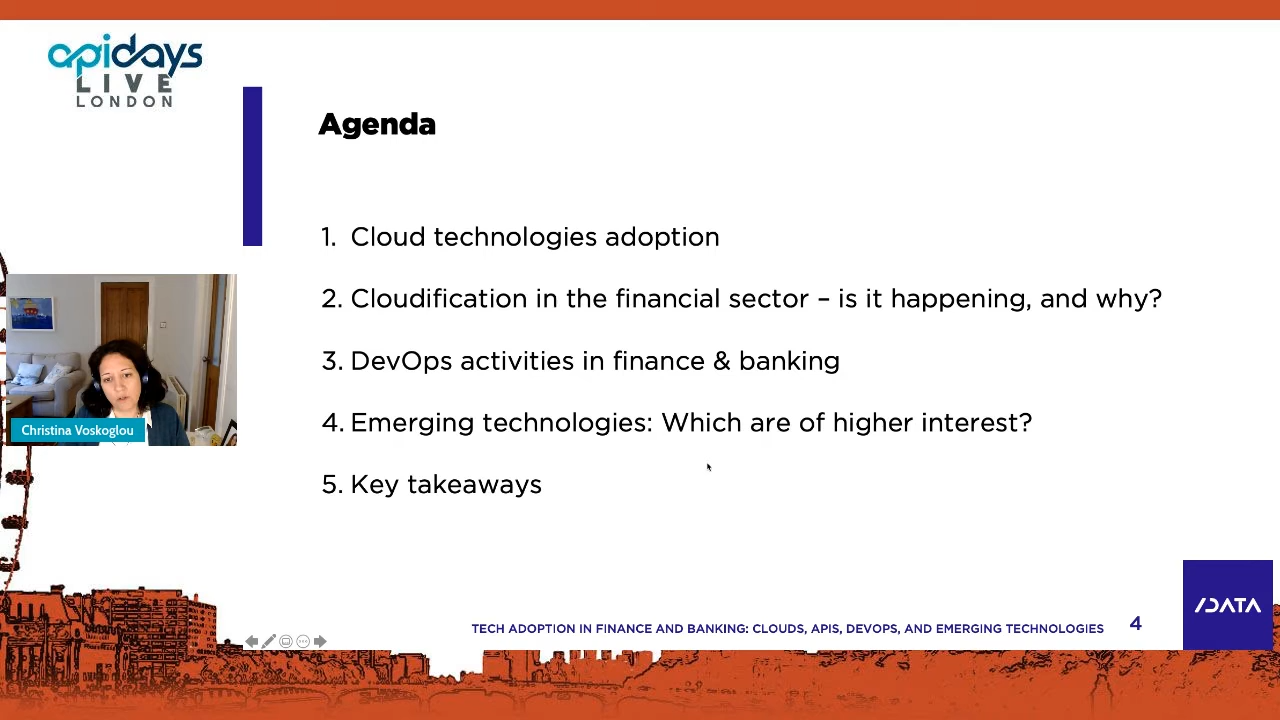 apidays
LIVE
LONDON
Agenda
1. Cloud technologies adoption
2. Cloudification in the financial sector – is it happening, and why?
3. DevOps activities in finance & banking
4. Emerging technologies: Which are of higher interest?
5. Key takeaways
Christina Voskoglou
TECH ADOPTION IN FINANCE AND BANKING: CLOUDS, APIS, DEVOPS, AND EMERGING TECHNOLOGIES 4
/DATA